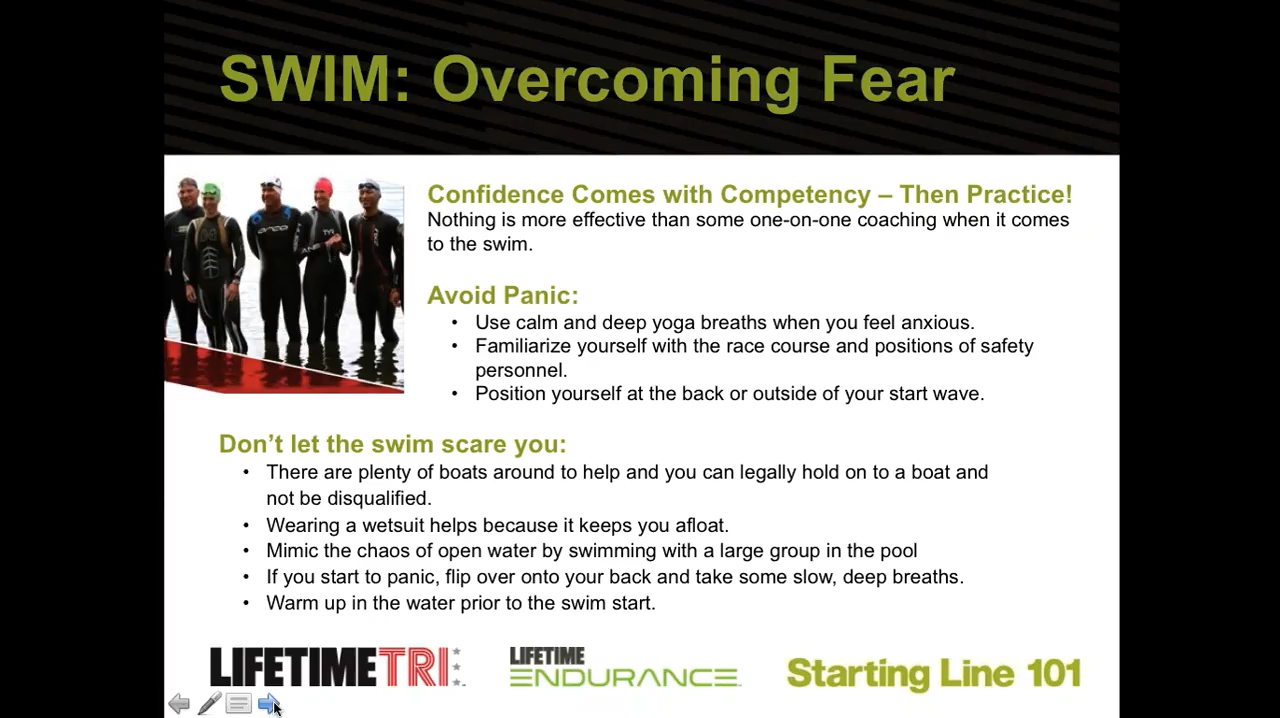 SWIM: Overcoming Fear
Confidence Comes with Competency – Then Practice!
Nothing is more effective than some one-on-one coaching when it comes
to the swim.
Avoid Panic:
• Use calm and deep yoga breaths when you feel anxious.
• Familiarize yourself with the race course and positions of safety
personnel.
• Position yourself at the back or outside of your start wave.
Don’t let the swim scare you:
• There are plenty of boats around to help and you can legally hold on to a boat and
not be disqualified.
• Wearing a wetsuit helps because it keeps you afloat.
• Mimic the chaos of open water by swimming with a large group in the pool
• If you start to panic, flip over onto your back and take some slow, deep breaths.
• Warm up in the water prior to the swim start.
LIFETIMETRI
LIFETIME
ENDURANCE
Starting Line 101